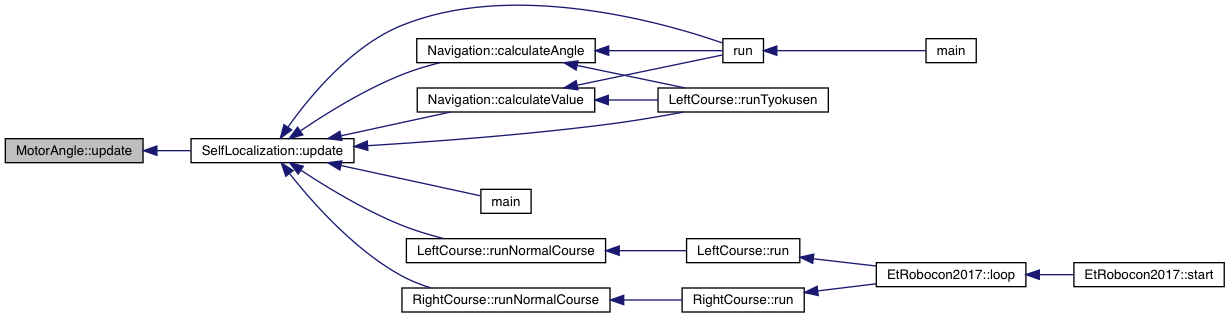 Navigation::calculateAngle
run
main
Navigation::calculateValue
LeftCourse::runTyokusen
MotorAngle::update
SelfLocalization::update
main
LeftCourse::runNormalCourse
LeftCourse::run
EtRobocon2017::loop
EtRobocon2017::start
RightCourse::runNormalCourse
RightCourse::run